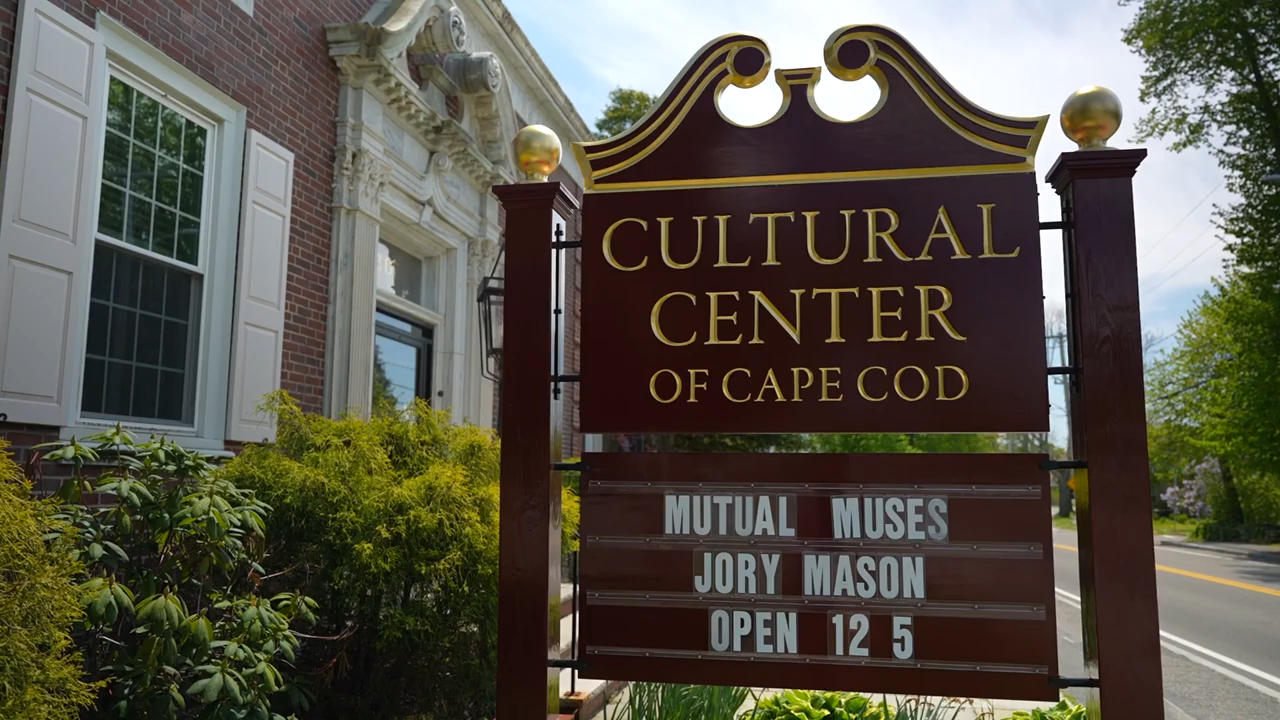 CULTURAL
CENTER
OF CAPE COD
MUTUAL MUSES
JORY MASON
OPEN 12 5